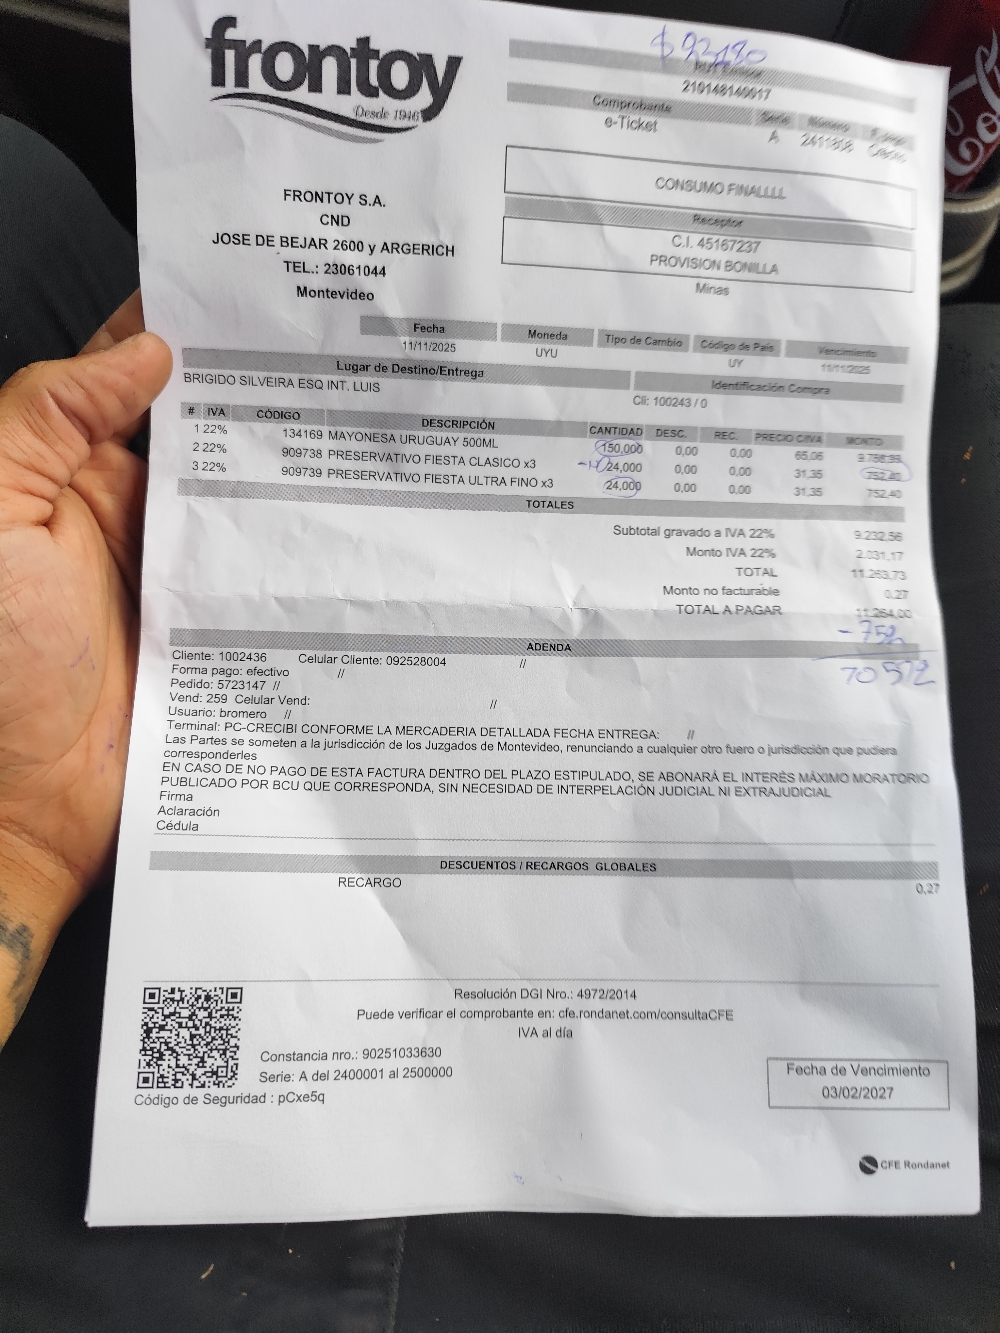 frontoy
Desde 1946
$ 93180
210148140017
Comprobante Serie Número
e-Ticket A 2411808 Crédito
FRONTOY S.A.
CND
JOSE DE BEJAR 2600 y ARGERICH
TEL.: 23061044
Montevideo
CONSUMO FINALLLL
Receptor
C.I. 45167237
PROVISION BONILLA
Minas
Fecha Moneda Tipo de Cambio Código de País Vencimiento
11/11/2025 UYU UY 11/11/2025
Lugar de Destino/Entrega Identificación Compra
BRIGIDO SILVEIRA ESQ INT. LUIS Cli: 100243 / 0
# IVA CÓDIGO DESCRIPCIÓN CANTIDAD DESC. REC. PRECIO C/IVA MONTO
1 22% 134169 MAYONESA URUGUAY 500ML 150,000 0,00 0,00 65,06 9.758,93
2 22% 909738 PRESERVATIVO FIESTA CLASICO x3 24,000 0,00 0,00 31,35 752,40
3 22% 909739 PRESERVATIVO FIESTA ULTRA FINO x3 24,000 0,00 0,00 31,35 752,40
TOTALES
Subtotal gravado a IVA 22% 9.232,56
Monto IVA 22% 2.031,17
TOTAL 11.263,73
Monto no facturable 0,27
TOTAL A PAGAR 11.264,00
- 752
70 512
ADENDA
Cliente: 1002436 Celular Cliente: 092528004 //
Forma pago: efectivo //
Pedido: 5723147 //
Vend: 259 Celular Vend: //
Usuario: bromero //
Terminal: PC-CRECIBI CONFORME LA MERCADERIA DETALLADA FECHA ENTREGA: //
Las Partes se someten a la jurisdicción de los Juzgados de Montevideo, renunciando a cualquier otro fuero o jurisdicción que pudiera
corresponderles
EN CASO DE NO PAGO DE ESTA FACTURA DENTRO DEL PLAZO ESTIPULADO, SE ABONARÁ EL INTERÉS MÁXIMO MORATORIO
PUBLICADO POR BCU QUE CORRESPONDA, SIN NECESIDAD DE INTERPELACIÓN JUDICIAL NI EXTRAJUDICIAL
Firma
Aclaración
Cédula
DESCUENTOS / RECARGOS GLOBALES
RECARGO 0,27
Resolución DGI Nro.: 4972/2014
Puede verificar el comprobante en: cfe.rondanet.com/consultaCFE
IVA al día
Constancia nro.: 90251033630
Serie: A del 2400001 al 2500000
Código de Seguridad : pCxe5q
Fecha de Vencimiento
03/02/2027
CFE Rondanet